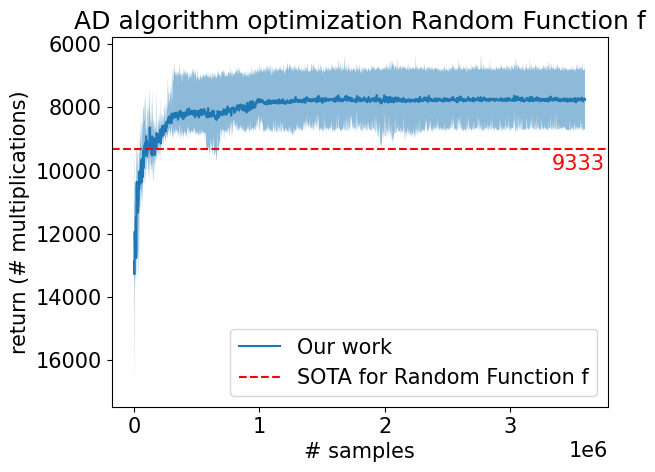 AD algorithm optimization Random Function f
return (# multiplications)
6000
8000
10000
12000
14000
16000
9333
Our work
SOTA for Random Function f
0
1
2
3
1e6
# samples